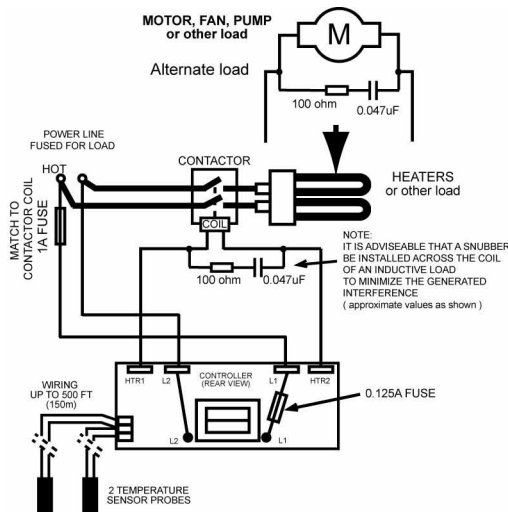 MOTOR, FAN, PUMP
or other load
M
Alternate load
100 ohm
0.047uF
POWER LINE
FUSED FOR LOAD
HOT
CONTACTOR
HEATERS
or other load
MATCH TO
CONTACTOR COIL
1A FUSE
COIL
NOTE:
IT IS ADVISEABLE THAT A SNUBBER
BE INSTALLED ACROSS THE COIL
OF AN INDUCTIVE LOAD
TO MINIMIZE THE GENERATED
INTERFERENCE
( approximate values as shown )
100 ohm
0.047uF
HTR1
L2
CONTROLLER
(REAR VIEW)
L1
HTR2
WIRING
UP TO 500 FT
(150m)
0.125A FUSE
L2
L1
2 TEMPERATURE
SENSOR PROBES